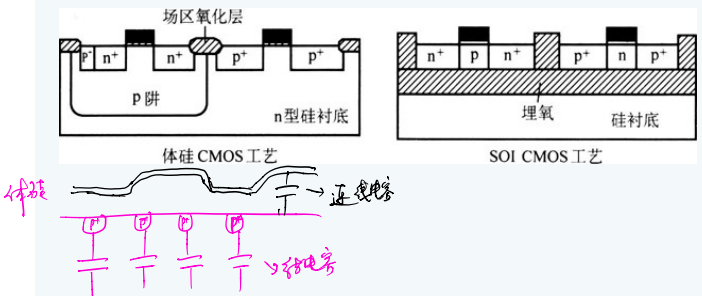 场区氧化层
p⁻ n⁺ n⁺ p⁺ p⁺
p 阱
n型硅衬底
体硅 CMOS 工艺
n⁺ p n⁺ p⁺ n p⁺
埋氧
硅衬底
SOI CMOS 工艺
体硅
→ 连线电容
p⁺ p⁺ p⁺ p⁺
结电容